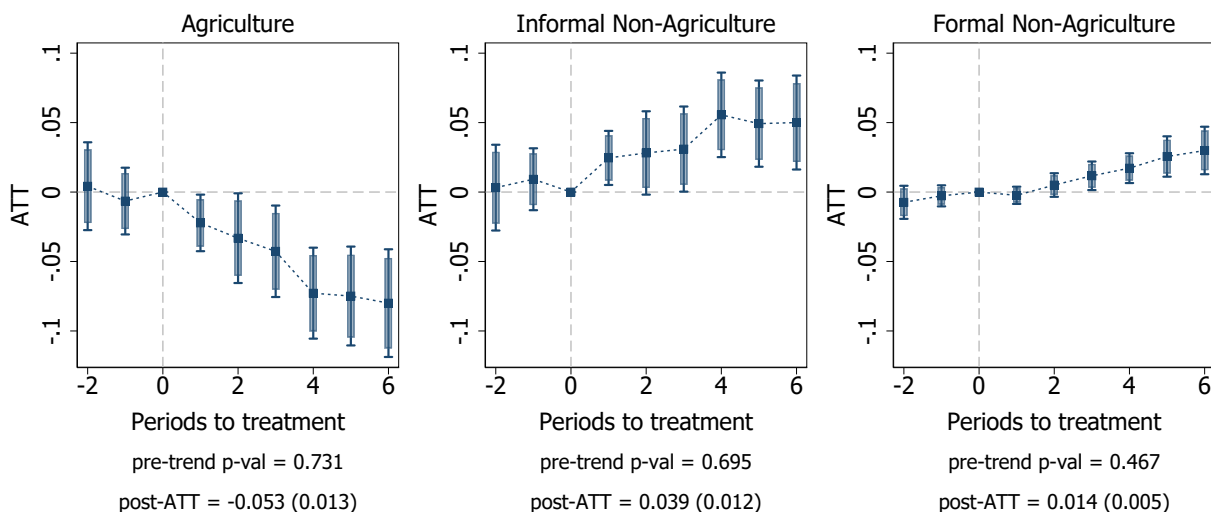 Agriculture
.1
.05
0
-.05
-.1
ATT
-2 0 2 4 6
Periods to treatment
pre-trend p-val = 0.731
post-ATT = -0.053 (0.013)
Informal Non-Agriculture
.1
.05
0
-.05
-.1
ATT
-2 0 2 4 6
Periods to treatment
pre-trend p-val = 0.695
post-ATT = 0.039 (0.012)
Formal Non-Agriculture
.1
.05
0
-.05
-.1
ATT
-2 0 2 4 6
Periods to treatment
pre-trend p-val = 0.467
post-ATT = 0.014 (0.005)